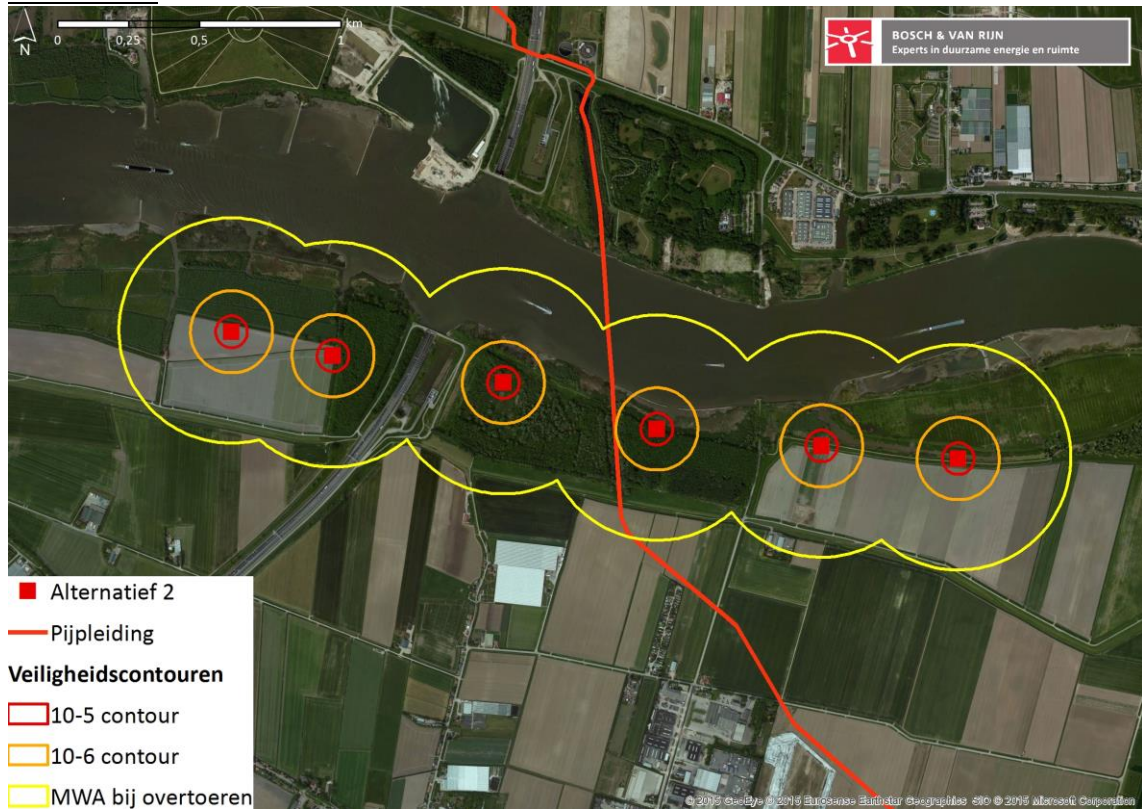 km
N
0 0,25 0,5 1
BOSCH & VAN RIJN
Experts in duurzame energie en ruimte
Alternatief 2
Pijpleiding
Veiligheidscontouren
10-5 contour
10-6 contour
MWA bij overtoeren
© 2015 GeoEye © 2015 Eurosense Earthstar Geographics SIO © 2015 Microsoft Corporation